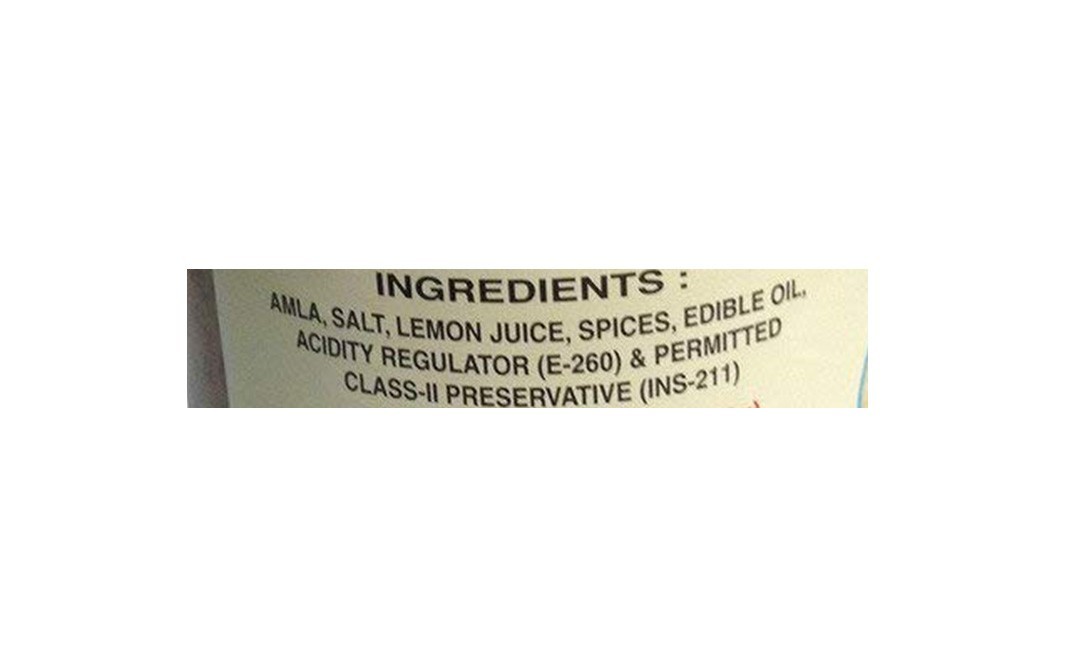 INGREDIENTS :
AMLA, SALT, LEMON JUICE, SPICES, EDIBLE OIL,
ACIDITY REGULATOR (E-260) & PERMITTED
CLASS-II PRESERVATIVE (INS-211)